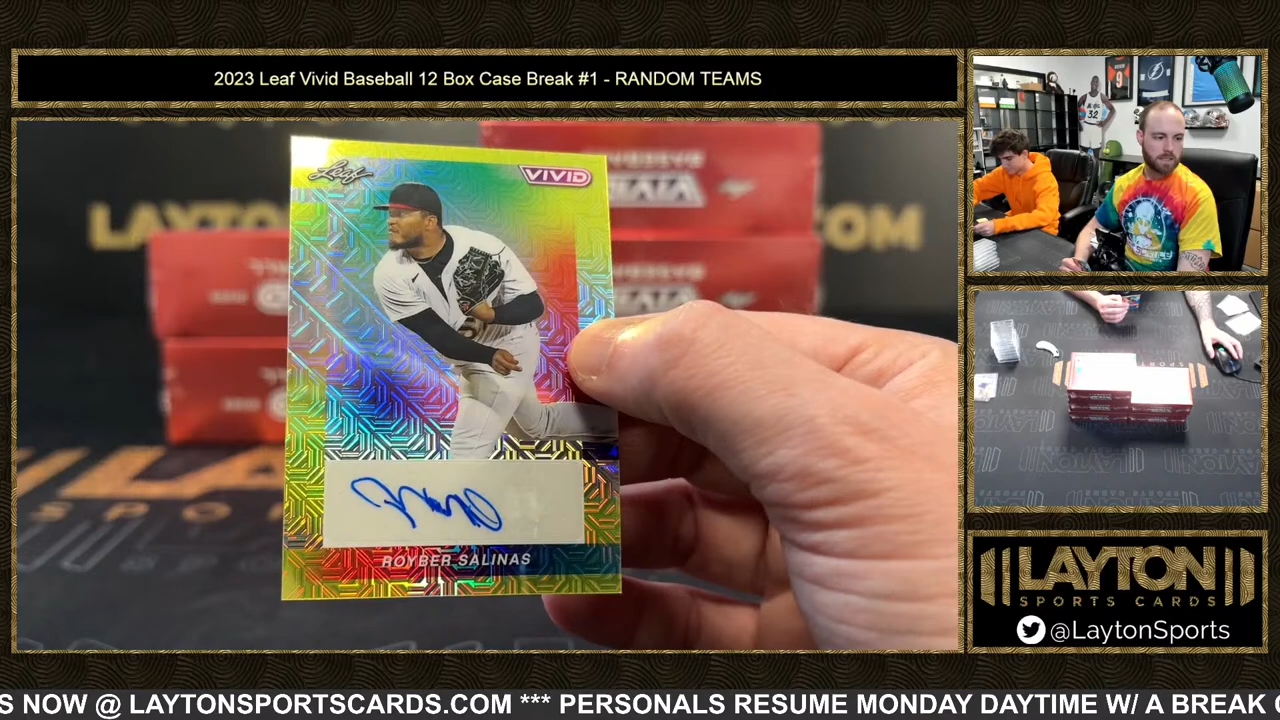 2023 Leaf Vivid Baseball 12 Box Case Break #1 - RANDOM TEAMS
Leaf
VIVID
ROYBER SALINAS
LAYTON
SPORTS CARDS
@LaytonSports
S NOW @ LAYTONSPORTSCARDS.COM *** PERSONALS RESUME MONDAY DAYTIME W/ A BREAK